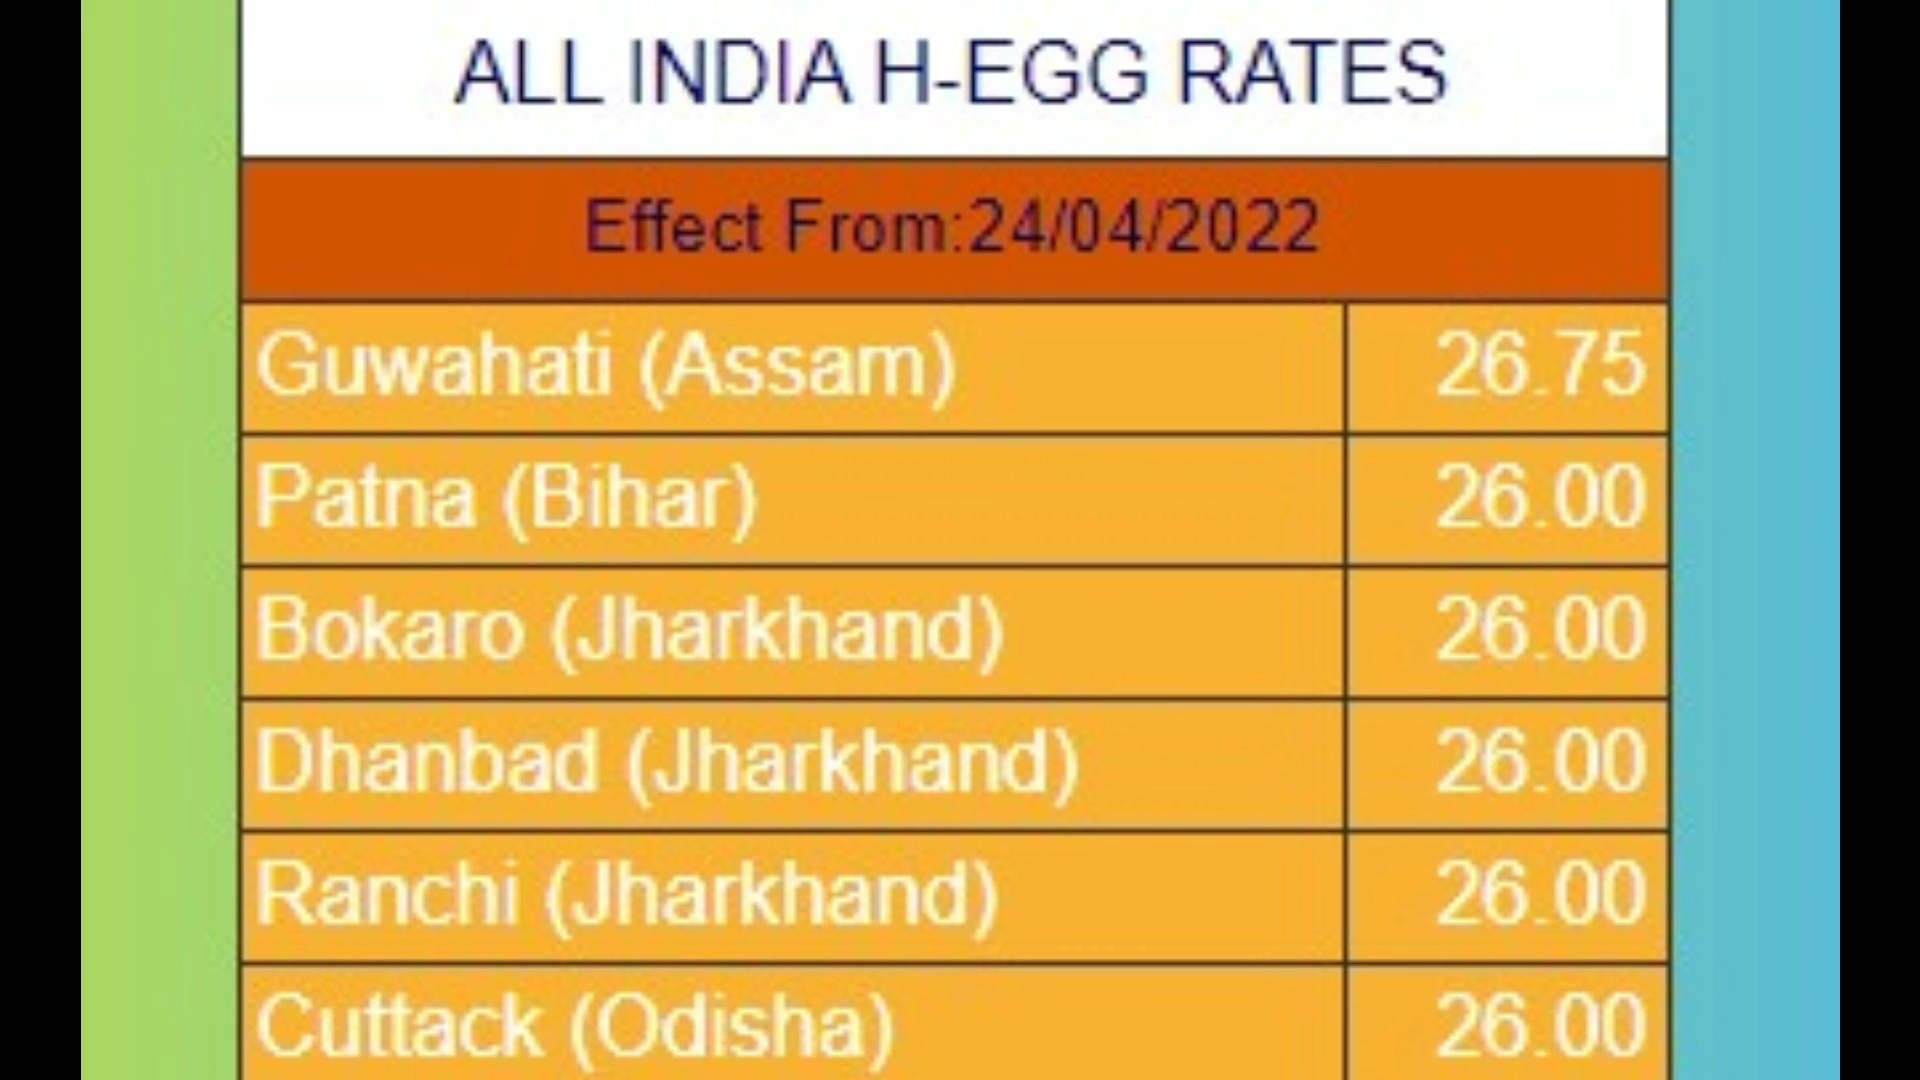 ALL INDIA H-EGG RATES
Effect From:24/04/2022
Guwahati (Assam) 26.75
Patna (Bihar) 26.00
Bokaro (Jharkhand) 26.00
Dhanbad (Jharkhand) 26.00
Ranchi (Jharkhand) 26.00
Cuttack (Odisha) 26.00